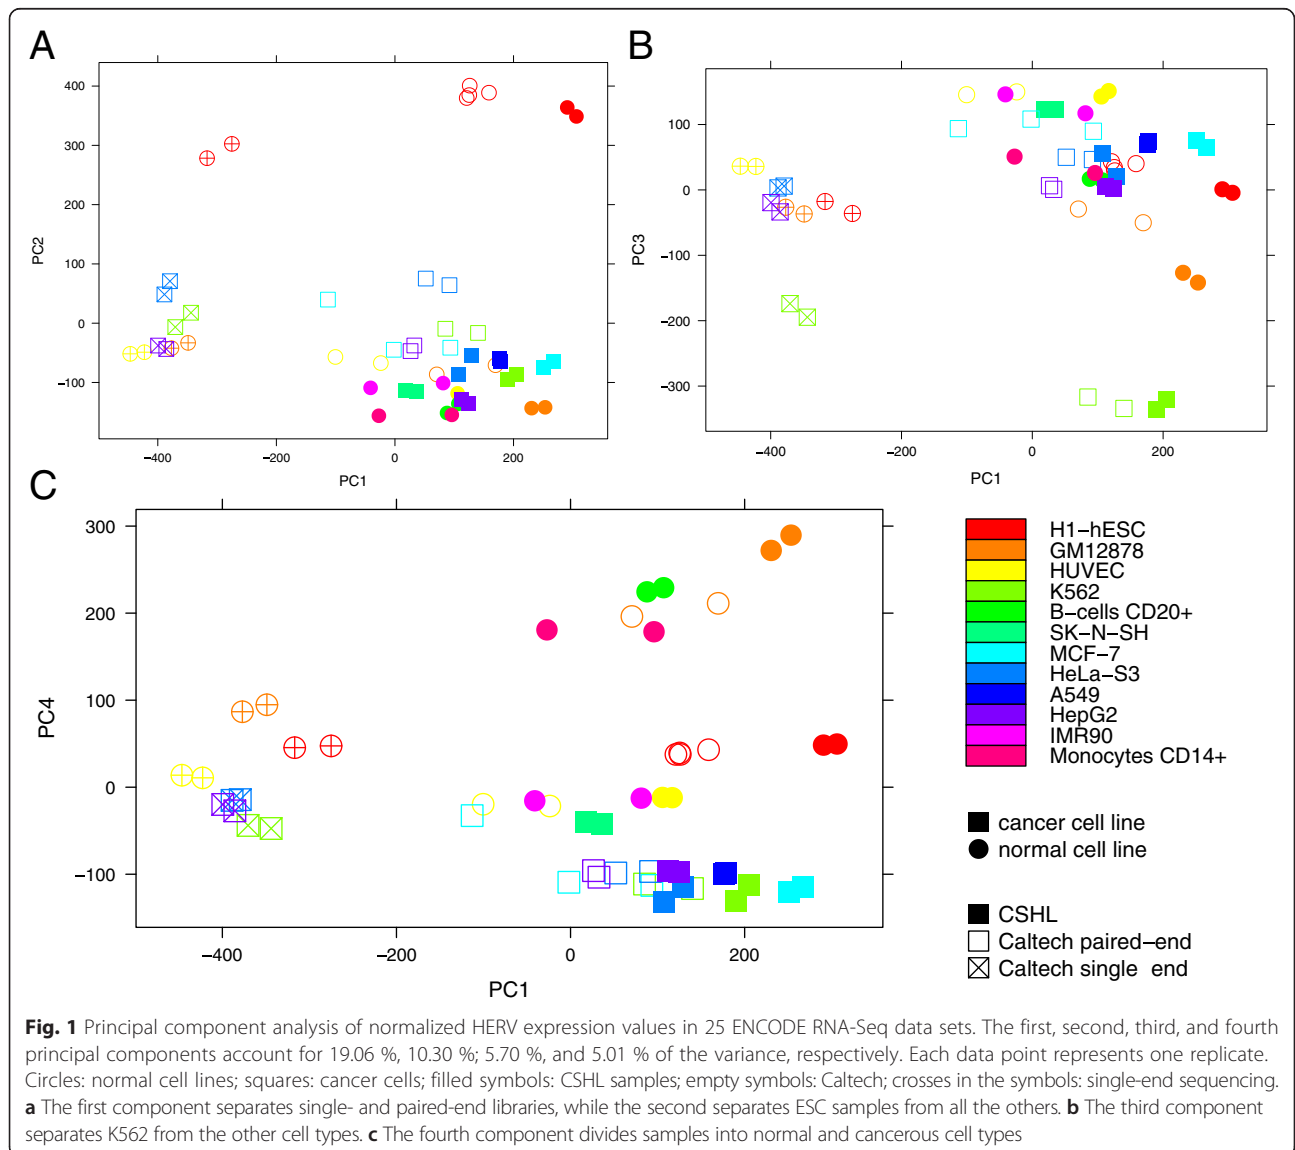 A
B
400
300
200
100
0
−100
PC2
−400
−200
0
200
PC1
100
0
−100
−200
−300
PC3
−400
−200
0
200
PC1
C
300
200
100
0
−100
PC4
−400
−200
0
200
PC1
H1−hESC
GM12878
HUVEC
K562
B−cells CD20+
SK−N−SH
MCF−7
HeLa−S3
A549
HepG2
IMR90
Monocytes CD14+
cancer cell line
normal cell line
CSHL
Caltech paired−end
Caltech single end
Fig. 1 Principal component analysis of normalized HERV expression values in 25 ENCODE RNA-Seq data sets. The first, second, third, and fourth
principal components account for 19.06 %, 10.30 %; 5.70 %, and 5.01 % of the variance, respectively. Each data point represents one replicate.
Circles: normal cell lines; squares: cancer cells; filled symbols: CSHL samples; empty symbols: Caltech; crosses in the symbols: single-end sequencing.
a The first component separates single- and paired-end libraries, while the second separates ESC samples from all the others. b The third component
separates K562 from the other cell types. c The fourth component divides samples into normal and cancerous cell types